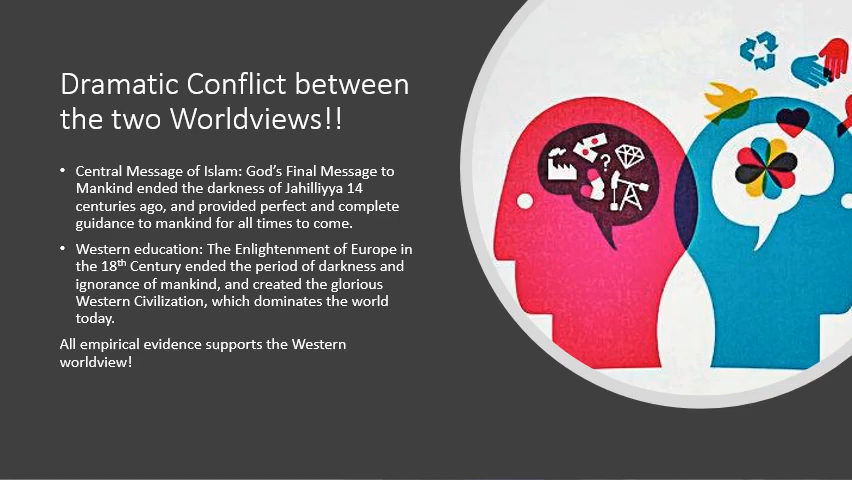 Dramatic Conflict between
the two Worldviews!!
• Central Message of Islam: God's Final Message to
Mankind ended the darkness of Jahilliyya 14
centuries ago, and provided perfect and complete
guidance to mankind for all times to come.
• Western education: The Enlightenment of Europe in
the 18th Century ended the period of darkness and
ignorance of mankind, and created the glorious
Western Civilization, which dominates the world
today.
All empirical evidence supports the Western
worldview!
?